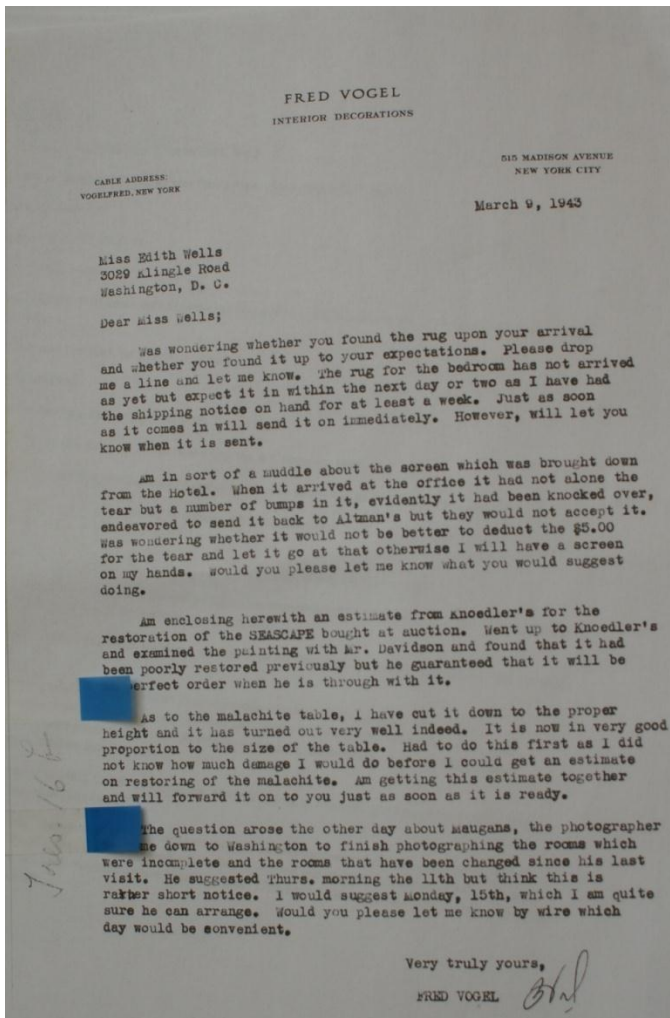 FRED VOGEL
INTERIOR DECORATIONS
CABLE ADDRESS:
VOGELFRED, NEW YORK
515 MADISON AVENUE
NEW YORK CITY
March 9, 1943
Miss Edith Wells
3029 Klingle Road
Washington, D. C.
Dear Miss Wells;
Was wondering whether you found the rug upon your arrival
and whether you found it up to your expectations. Please drop
me a line and let me know. The rug for the bedroom has not arrived
as yet but expect it in within the next day or two as I have had
the shipping notice on hand for at least a week. Just as soon
as it comes in will send it on immediately. However, will let you
know when it is sent.
Am in sort of a muddle about the screen which was brought down
from the Hotel. When it arrived at the office it had not alone the
tear but a number of bumps in it, evidently it had been knocked over,
endeavored to send it back to Altman's but they would not accept it.
Was wondering whether it would not be better to deduct the $5.00
for the tear and let it go at that otherwise I will have a screen
on my hands. Would you please let me know what you would suggest
doing.
Am enclosing herewith an estimate from Knoedler's for the
restoration of the SEASCAPE bought at auction. Went up to Knoedler's
and examined the painting with Mr. Davidson and found that it had
been poorly restored previously but he guaranteed that it will be
erfect order when he is through with it.
As to the malachite table, I have cut it down to the proper
height and it has turned out very well indeed. It is now in very good
proportion to the size of the table. Had to do this first as I did
not know how much damage I would do before I could get an estimate
on restoring of the malachite. Am getting this estimate together
and will forward it on to you just as soon as it is ready.
The question arose the other day about Maugans, the photographer
me down to Washington to finish photographing the rooms which
were incomplete and the rooms that have been changed since his last
visit. He suggested Thurs. morning the 11th but think this is
rather short notice. I would suggest Monday, 15th, which I am quite
sure he can arrange. Would you please let me know by wire which
day would be convenient.
Very truly yours,
FRED VOGEL